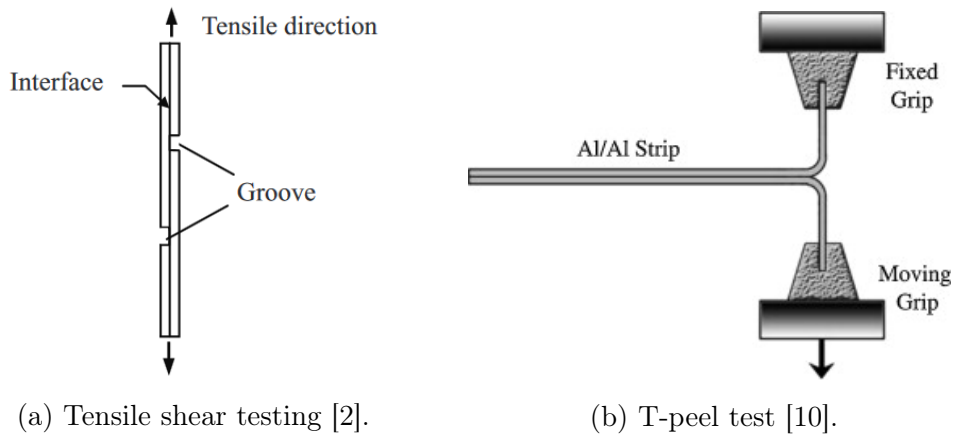 Tensile direction
Interface
Groove
(a) Tensile shear testing [2].
Fixed
Grip
Al/Al Strip
Moving
Grip
(b) T-peel test [10].